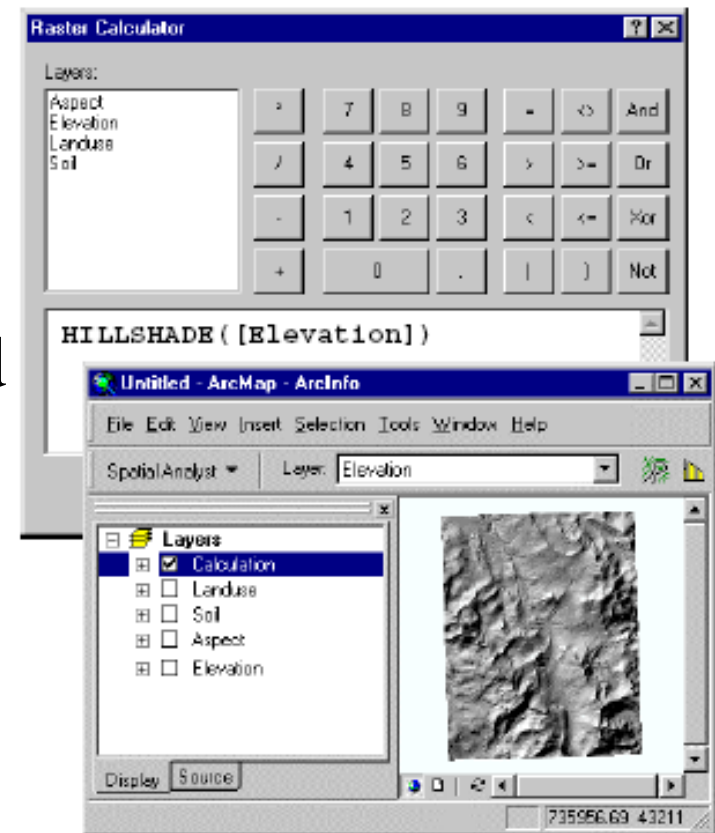 Raster Calculator ? ×
Layers:
Aspect
Elevation
Landuse
Soil
* 7 8 9 = <> And
/ 4 5 6 > >= Or
- 1 2 3 < <= Xor
+ 0 . ( ) Not
HILLSHADE([Elevation])
Untitled - ArcMap - ArcInfo
File Edit View Insert Selection Tools Window Help
Spatial Analyst Layer: Elevation
Layers
Calculation
Landuse
Soil
Aspect
Elevation
Display Source
735956.69 43211